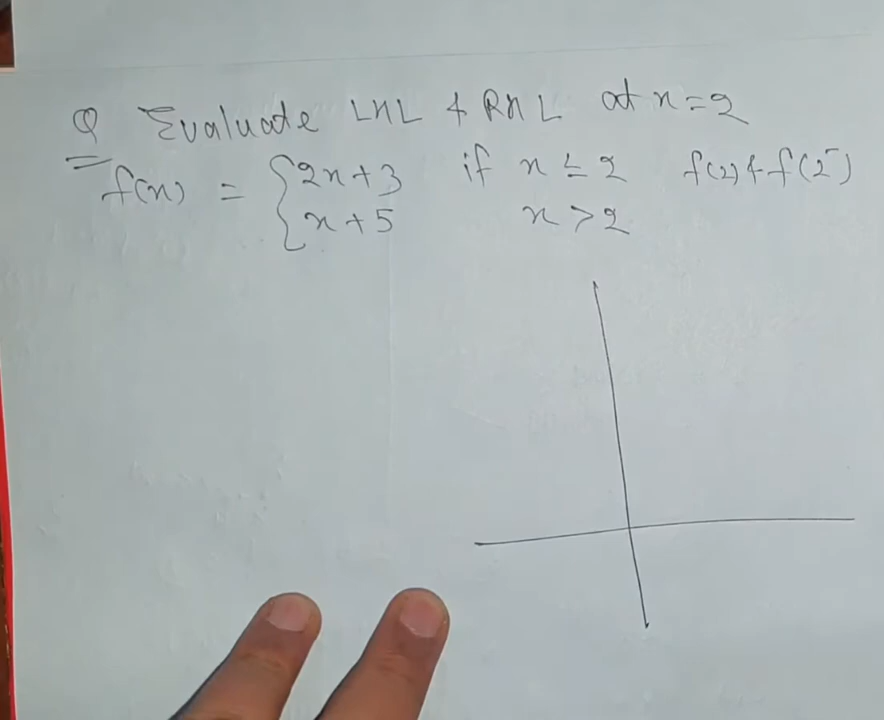 Q Evaluate LHL & RHL at x=2
f(x) = {2x+3 if x ≤ 2 f(2) & f(2⁻)
{x+5 x > 2